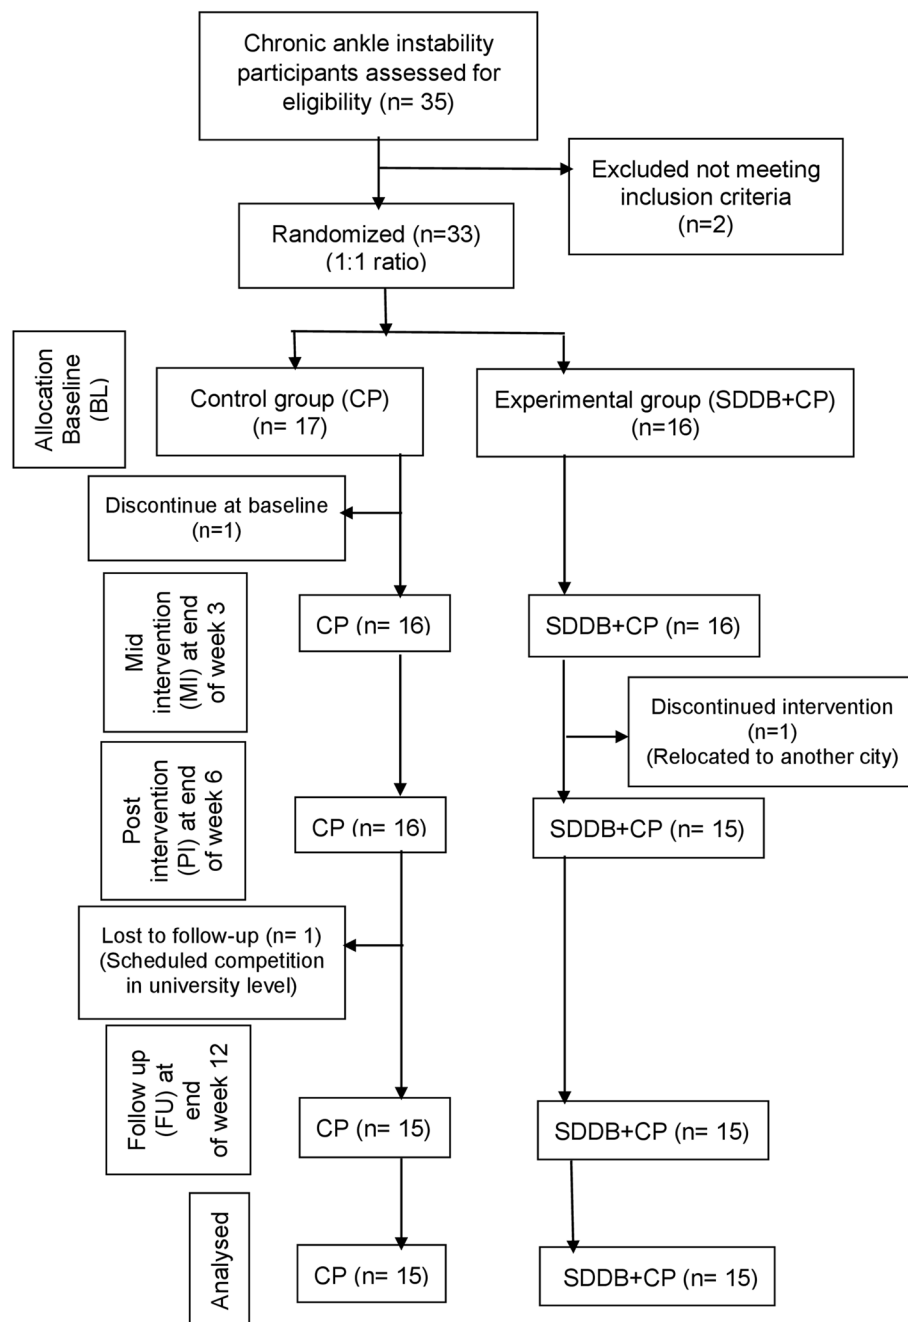 Chronic ankle instability
participants assessed for
eligibility (n= 35)
Excluded not meeting
inclusion criteria
(n=2)
Randomized (n=33)
(1:1 ratio)
Allocation
Baseline
(BL)
Control group (CP)
(n= 17)
Experimental group (SDDB+CP)
(n=16)
Discontinue at baseline
(n=1)
Mid
intervention
(MI) at end
of week 3
CP (n= 16)
SDDB+CP (n= 16)
Discontinued intervention
(n=1)
(Relocated to another city)
Post
intervention
(PI) at end
of week 6
CP (n= 16)
SDDB+CP (n= 15)
Lost to follow-up (n= 1)
(Scheduled competition
in university level)
Follow up
(FU) at
end
of week 12
CP (n= 15)
SDDB+CP (n= 15)
Analysed
CP (n= 15)
SDDB+CP (n= 15)